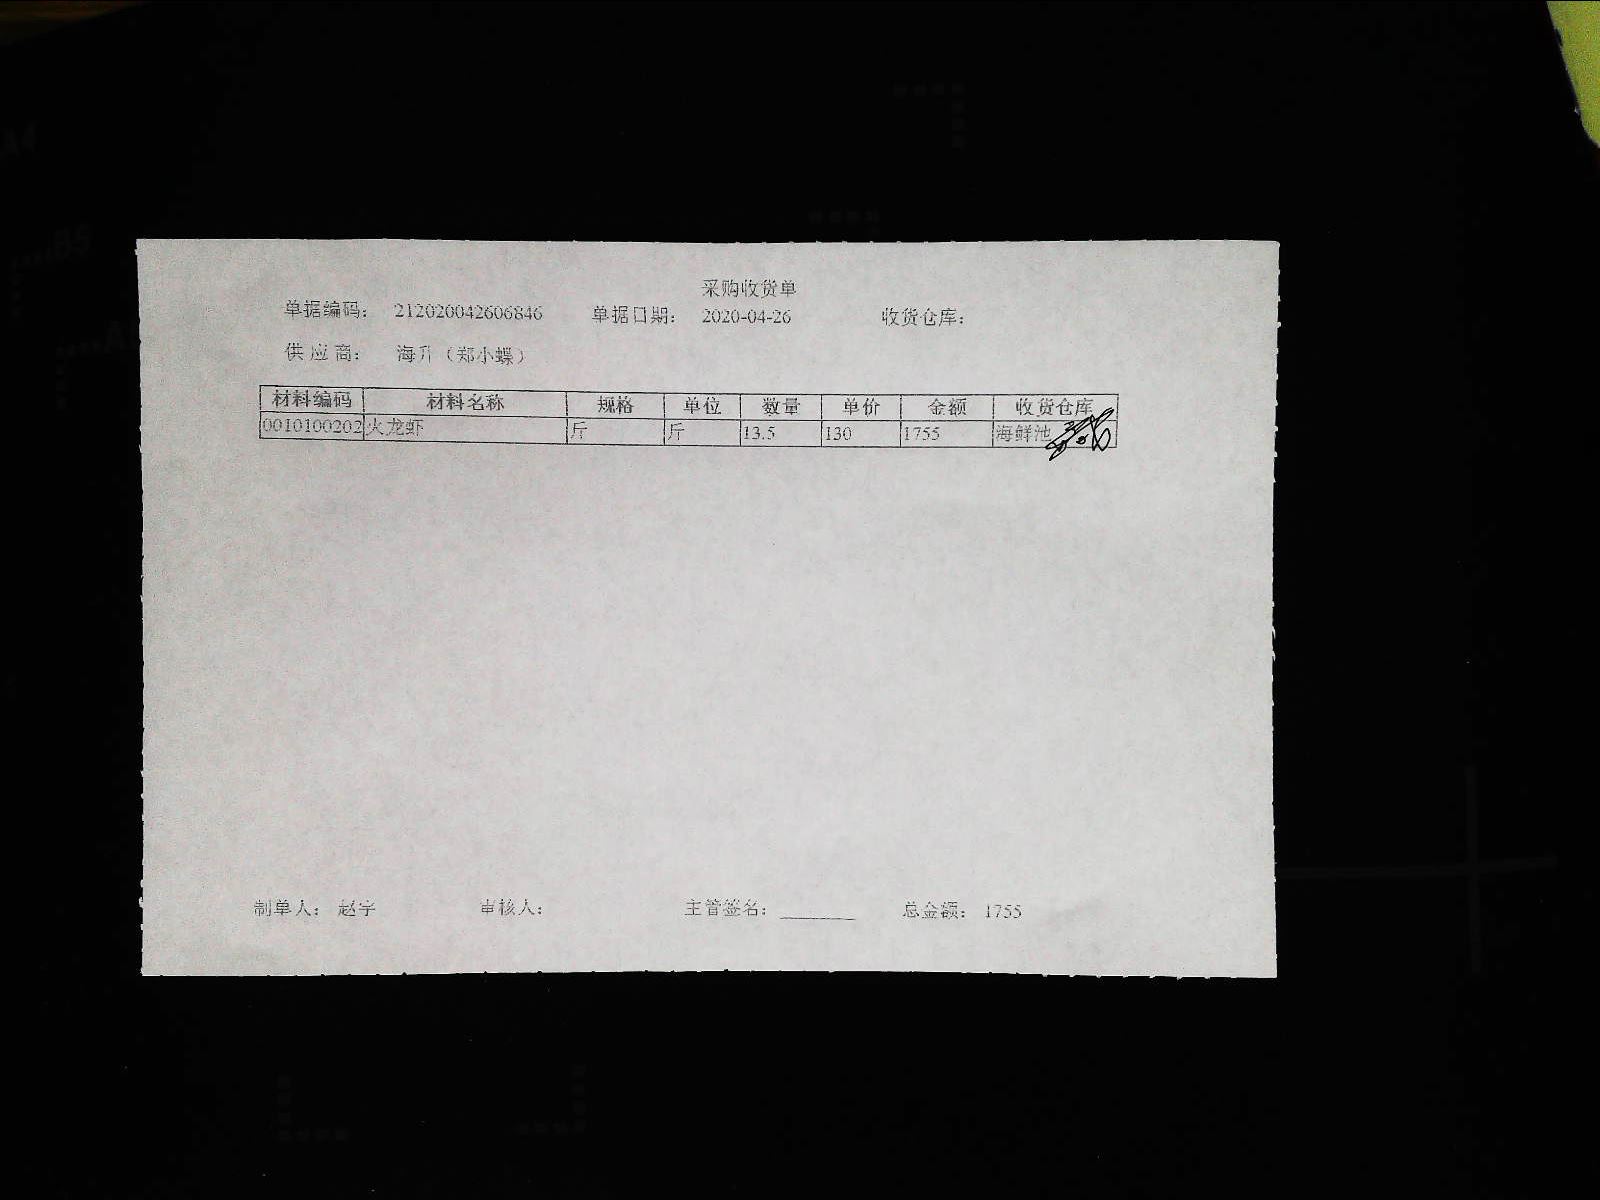 采购收货单
单据编码： 212020042606846 单据日期： 2020-04-26 收货仓库：
供应商： 海升（郑小蝶）
材料编码 材料名称 规格 单位 数量 单价 金额 收货仓库
0010100202 火龙虾 斤 斤 13.5 130 1755 海鲜池
制单人： 赵宇 审核人： 主管签名： 总金额： 1755